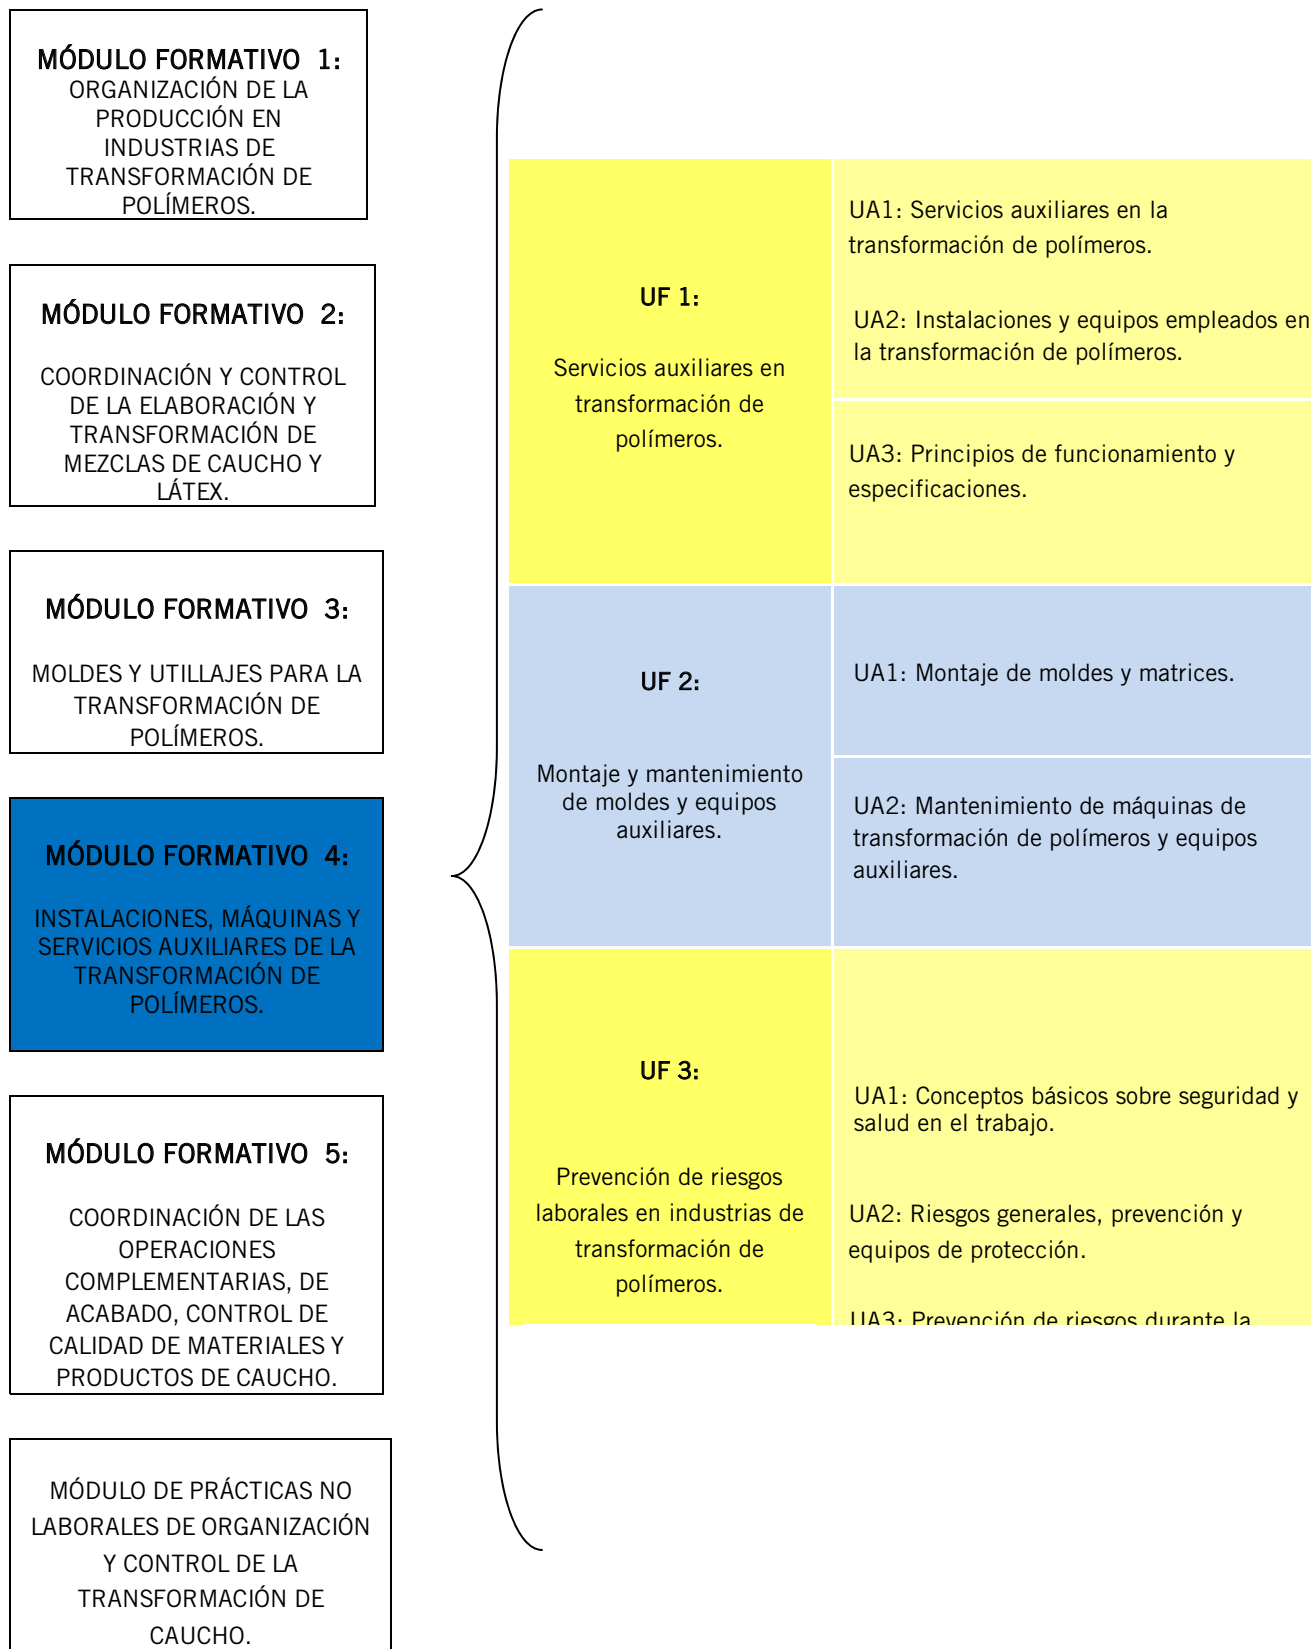 MÓDULO FORMATIVO 1:
ORGANIZACIÓN DE LA
PRODUCCIÓN EN
INDUSTRIAS DE
TRANSFORMACIÓN DE
POLÍMEROS.
MÓDULO FORMATIVO 2:
COORDINACIÓN Y CONTROL
DE LA ELABORACIÓN Y
TRANSFORMACIÓN DE
MEZCLAS DE CAUCHO Y
LÁTEX.
MÓDULO FORMATIVO 3:
MOLDES Y UTILLAJES PARA LA
TRANSFORMACIÓN DE
POLÍMEROS.
MÓDULO FORMATIVO 4:
INSTALACIONES, MÁQUINAS Y
SERVICIOS AUXILIARES DE LA
TRANSFORMACIÓN DE
POLÍMEROS.
MÓDULO FORMATIVO 5:
COORDINACIÓN DE LAS
OPERACIONES
COMPLEMENTARIAS, DE
ACABADO, CONTROL DE
CALIDAD DE MATERIALES Y
PRODUCTOS DE CAUCHO.
MÓDULO DE PRÁCTICAS NO
LABORALES DE ORGANIZACIÓN
Y CONTROL DE LA
TRANSFORMACIÓN DE
CAUCHO.
UF 1:
Servicios auxiliares en
transformación de
polímeros.
UA1: Servicios auxiliares en la
transformación de polímeros.
UA2: Instalaciones y equipos empleados en
la transformación de polímeros.
UA3: Principios de funcionamiento y
especificaciones.
UF 2:
Montaje y mantenimiento
de moldes y equipos
auxiliares.
UA1: Montaje de moldes y matrices.
UA2: Mantenimiento de máquinas de
transformación de polímeros y equipos
auxiliares.
UF 3:
Prevención de riesgos
laborales en industrias de
transformación de
polímeros.
UA1: Conceptos básicos sobre seguridad y
salud en el trabajo.
UA2: Riesgos generales, prevención y
equipos de protección.
UA3: Prevención de riesgos durante la